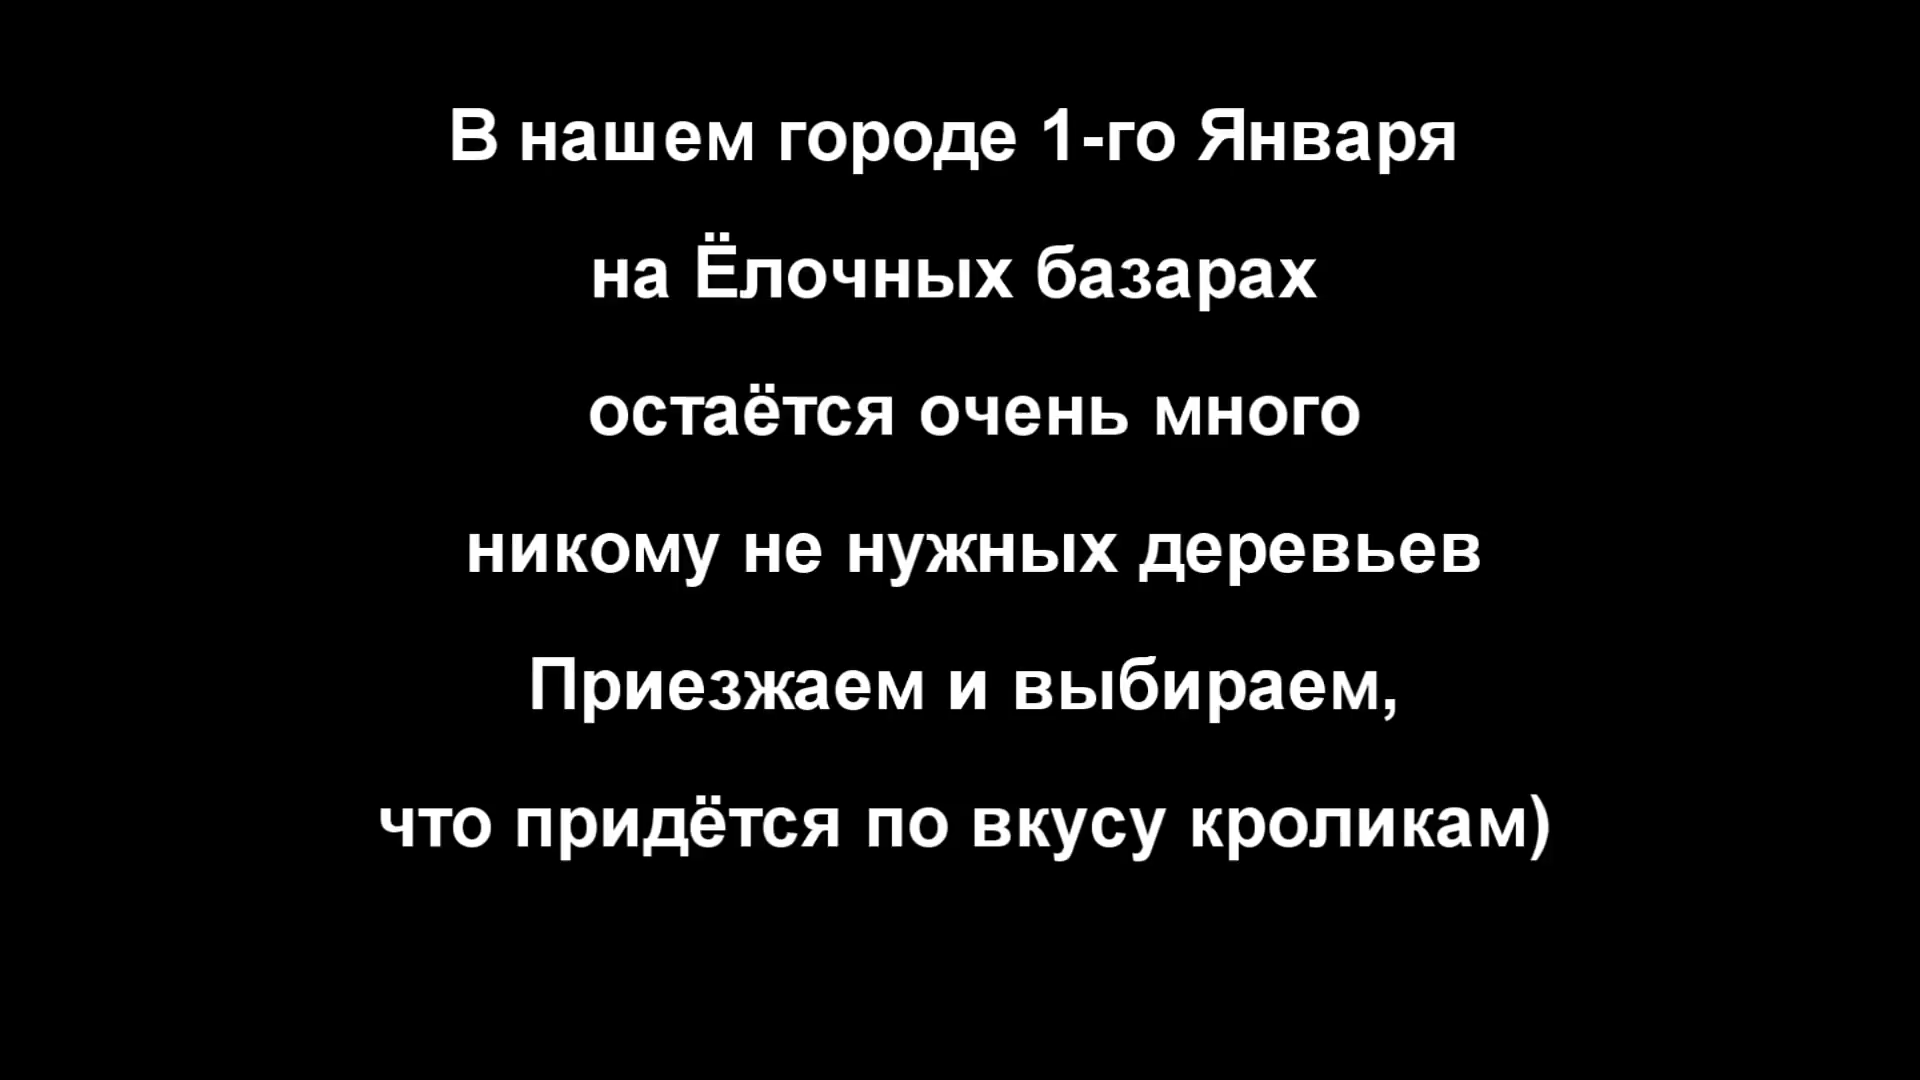 В нашем городе 1-го Января
на Ёлочных базарах
остаётся очень много
никому не нужных деревьев
Приезжаем и выбираем,
что придётся по вкусу кроликам)